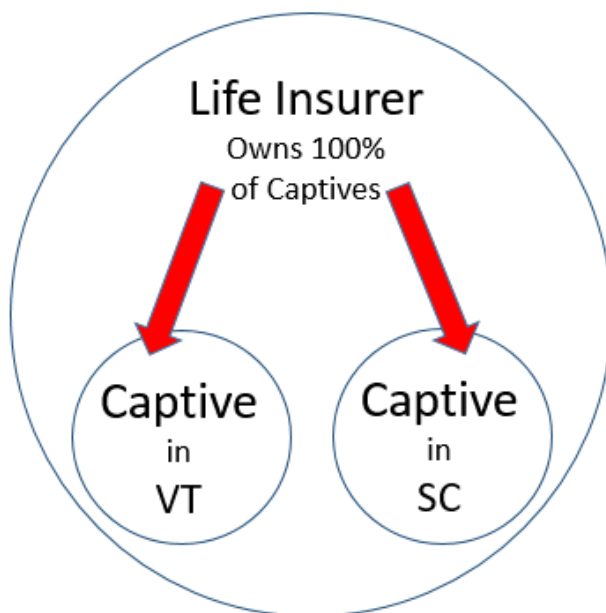 Life Insurer
Owns 100%
of Captives
Captive
in
VT
Captive
in
SC